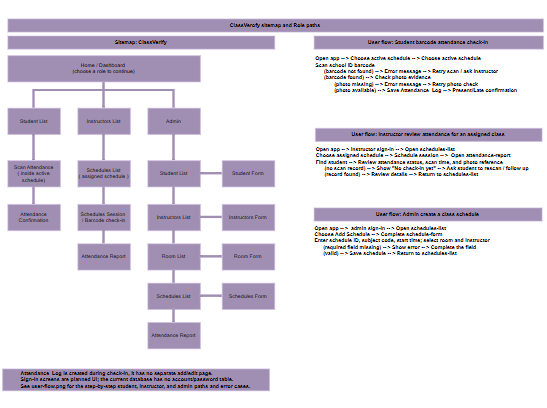 ClassVeropfy sitemap and Role paths
Sitemap: ClassVerify
Home / Dashboard
(choose a role to continue)
Student List
Instructors List
Admin
Scan Attendance
( inside active
schedule)
Schedules List
( assigned schedule )
Student List
Student Form
Attendance
Confirmation
Schedules Session
/ Barcode check-in
Instructors List
Instructors Form
Attendance Report
Room List
Room Form
Schedules List
Schedules Form
Attendance Report
Attendance Log is created during check-in, it has no separate add/edit page.
Sign-in screens are planned UI; the current database has no account/password table.
See user-flow.png for the step-by-step student, instructor, and admin paths and error cases.
User flow: Student barcode attendance check-in
Open app --> Choose active schedule --> Choose active schedule
Scan school ID barcode
(barcode not found) --> Error message --> Retry scan / ask instructor
(barcode found) --> Check photo evidence
(photo missing) --> Error message --> Retry photo check
(photo available) --> Save Attendance Log --> Present/Late confirmation
User flow: Instructor review attendance for an assigned class
Open app --> Instructor sign-in --> Open schedules-list
Choose assigned schedule --> Schedule session --> Open attendance-report
Find student --> Review attendance status, scan time, and photo reference
(no scan record) --> Show "No check-in yet" --> Ask student to rescan / follow up
(record found) --> Review details --> Return to schedules-list
User flow: Admin create a class schedule
Open app --> admin sign-in --> Open schedules-list
Choose Add Schedule --> Complete schedule-form
Enter schedule ID, subject code, start time; select room and instructor
(required field missing) --> Show error --> Complete the field
(valid) --> Save schedule --> Return to schedules-list